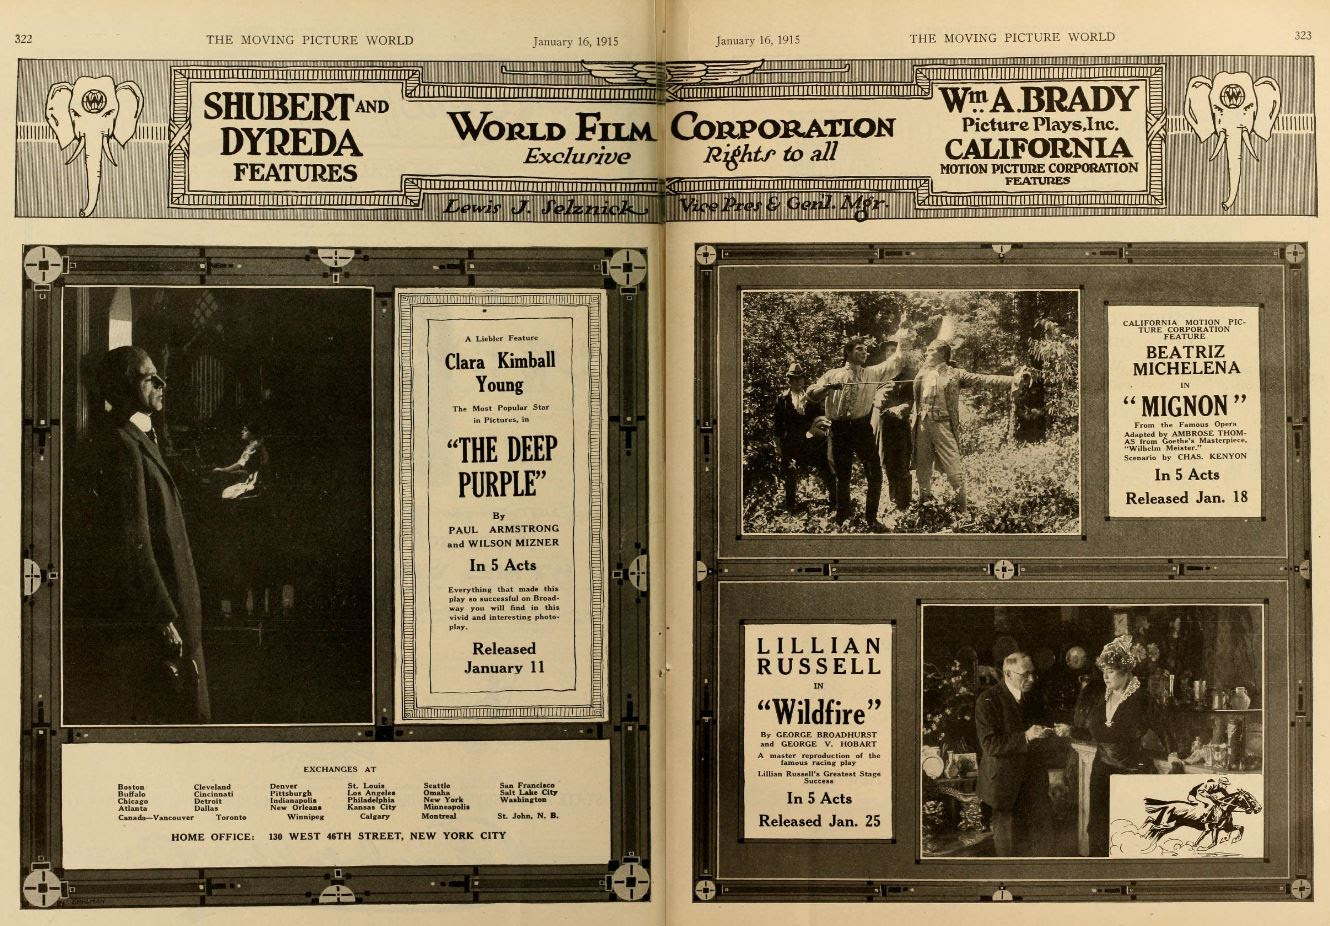 322
THE MOVING PICTURE WORLD
January 16, 1915
January 16, 1915
THE MOVING PICTURE WORLD
323
W
SHUBERT AND
DYREDA
FEATURES
WORLD FILM CORPORATION
Exclusive Rights to all
Lewis J. Selznick Vice Pres & Genl. Mgr.
Wm A. BRADY
Picture Plays, Inc.
CALIFORNIA
MOTION PICTURE CORPORATION
FEATURES
W
A Liebler Feature
Clara Kimball
Young
The Most Popular Star
in Pictures, in
"THE DEEP
PURPLE"
By
PAUL ARMSTRONG
and WILSON MIZNER
In 5 Acts
Everything that made this
play so successful on Broad-
way you will find in this
vivid and interesting photo-
play.
Released
January 11
EXCHANGES AT
Boston Cleveland Denver St. Louis Seattle San Francisco
Buffalo Cincinnati Pittsburgh Los Angeles Omaha Salt Lake City
Chicago Detroit Indianapolis Philadelphia New York Washington
Atlanta Dallas New Orleans Kansas City Minneapolis
Canada—Vancouver Toronto Winnipeg Calgary Montreal St. John, N. B.
HOME OFFICE: 130 WEST 46TH STREET, NEW YORK CITY
CALIFORNIA MOTION PIC-
TURE CORPORATION
FEATURE
BEATRIZ
MICHELENA
IN
"MIGNON"
From the Famous Opera
Adapted by AMBROSE THOM-
AS from Goethe's Masterpiece,
"Wilhelm Meister."
Scenario by CHAS. KENYON
In 5 Acts
Released Jan. 18
LILLIAN
RUSSELL
IN
"Wildfire"
By GEORGE BROADHURST
and GEORGE V. HOBART
A master reproduction of the
famous racing play
Lillian Russell's Greatest Stage
Success
In 5 Acts
Released Jan. 25